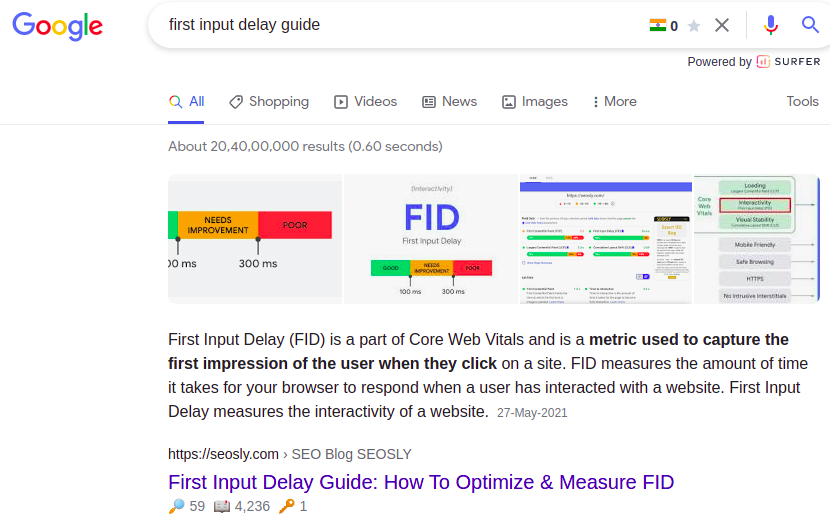 Google
first input delay guide
0
Powered by SURFER
All
Shopping
Videos
News
Images
More
Tools
About 20,40,00,000 results (0.60 seconds)
NEEDS
IMPROVEMENT
POOR
00 ms
300 ms
(Interactivity)
FID
First Input Delay
GOOD
NEEDS
IMPROVEMENT
POOR
100 ms
300 ms
https://seosly.com/
Core
Web
Vitals
Loading
Interactivity
Visual Stability
Mobile Friendly
Safe Browsing
HTTPS
No Intrusive Interstitials
First Input Delay (FID) is a part of Core Web Vitals and is a metric used to capture the
first impression of the user when they click on a site. FID measures the amount of time
it takes for your browser to respond when a user has interacted with a website. First Input
Delay measures the interactivity of a website. 27-May-2021
https://seosly.com › SEO Blog SEOSLY
First Input Delay Guide: How To Optimize & Measure FID
59 4,236 1